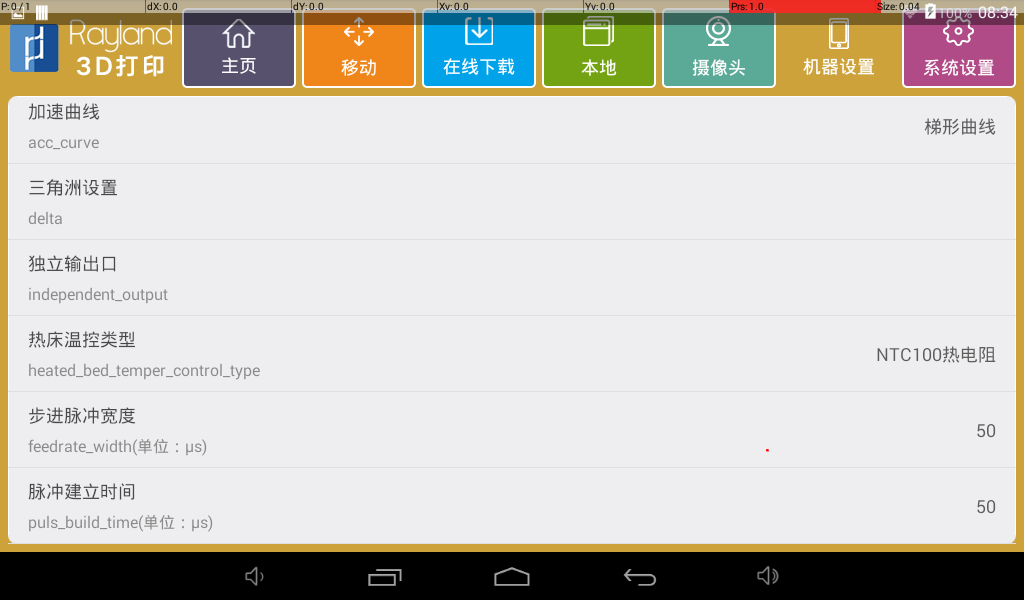 P: 0 / 1 dX: 0.0 dY: 0.0 Xv: 0.0 Yv: 0.0 Prs: 1.0 Size: 0.04
100% 08:34
Rayland
3D打印
主页 移动 在线下载 本地 摄像头 机器设置 系统设置
加速曲线
梯形曲线
acc_curve
三角洲设置
delta
独立输出口
independent_output
热床温控类型
NTC100热电阻
heated_bed_temper_control_type
步进脉冲宽度
50
feedrate_width(单位：µs)
脉冲建立时间
50
puls_build_time(单位：µs)